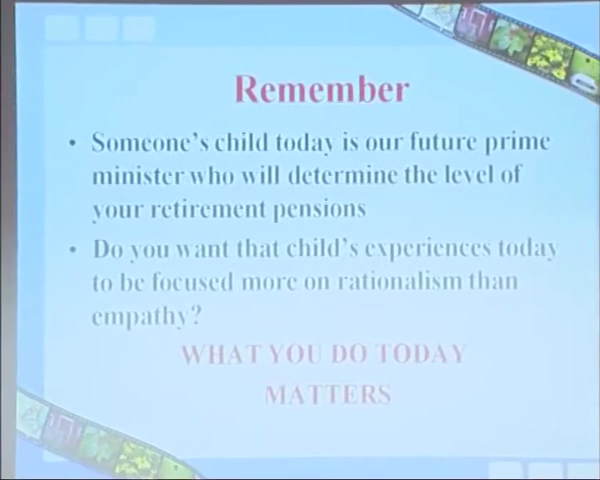 Remember
• Someone's child today is our future prime
minister who will determine the level of
your retirement pensions
• Do you want that child's experiences today
to be focused more on rationalism than
empathy?
WHAT YOU DO TODAY
MATTERS